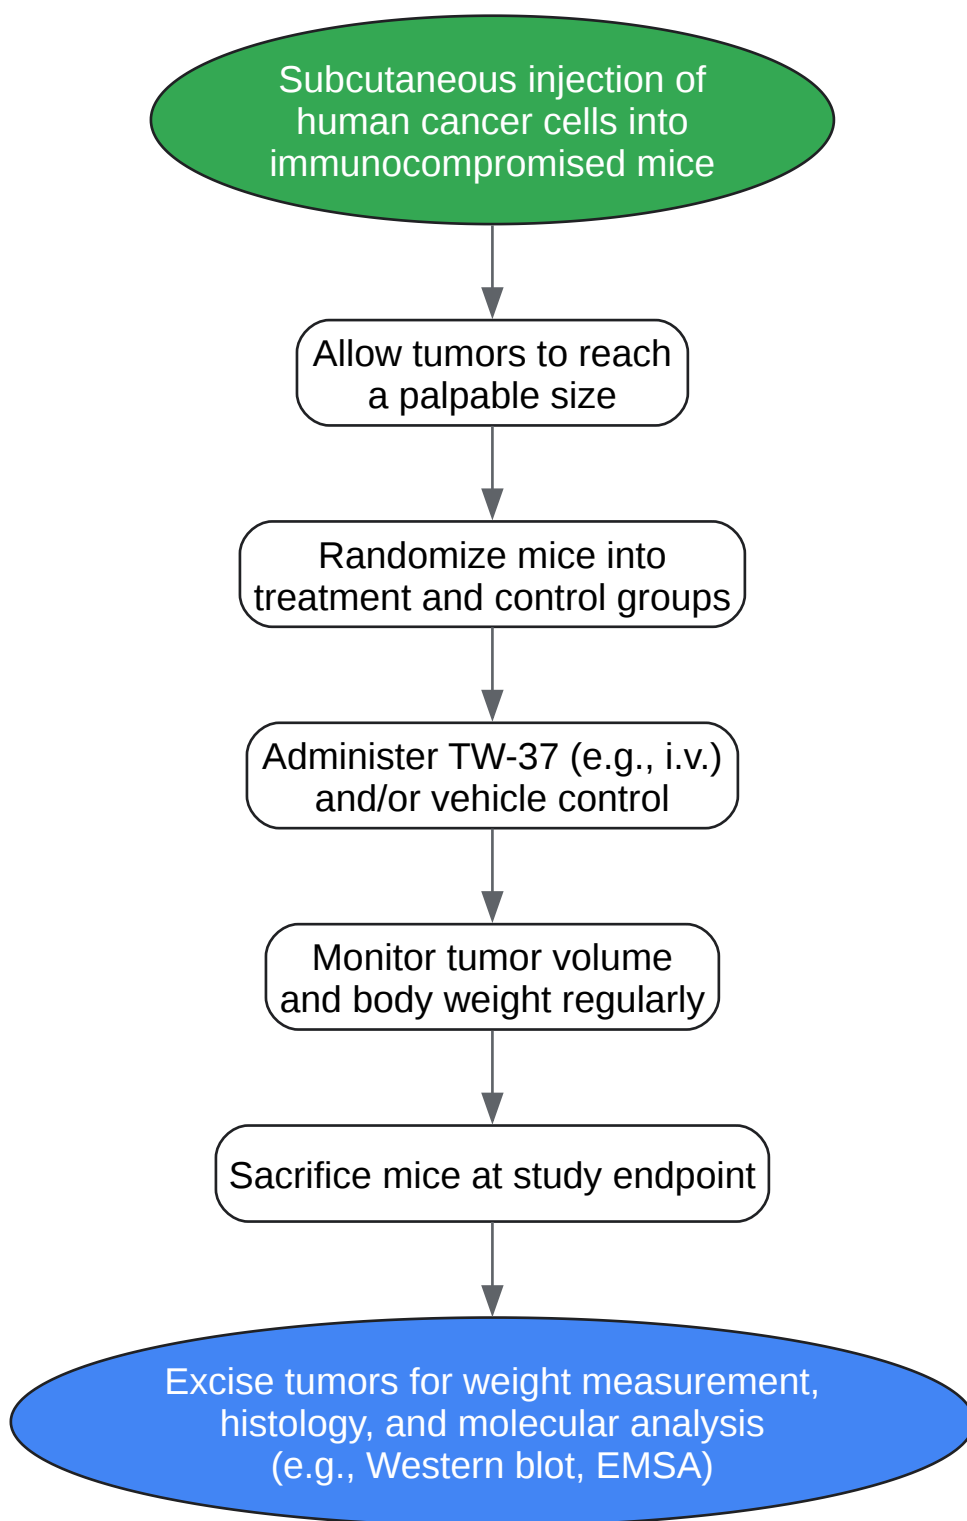 Subcutaneous injection of
human cancer cells into
immunocompromised mice
Allow tumors to reach
a palpable size
Randomize mice into
treatment and control groups
Administer TW-37 (e.g., i.v.)
and/or vehicle control
Monitor tumor volume
and body weight regularly
Sacrifice mice at study endpoint
Excise tumors for weight measurement,
histology, and molecular analysis
(e.g., Western blot, EMSA)